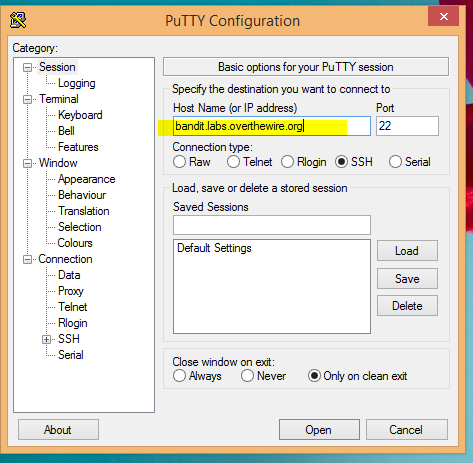 PuTTY Configuration
Category:
Session
Logging
Terminal
Keyboard
Bell
Features
Window
Appearance
Behaviour
Translation
Selection
Colours
Connection
Data
Proxy
Telnet
Rlogin
SSH
Serial
Basic options for your PuTTY session
Specify the destination you want to connect to
Host Name (or IP address) Port
bandit.labs.overthewire.org 22
Connection type:
Raw Telnet Rlogin SSH Serial
Load, save or delete a stored session
Saved Sessions
Default Settings
Load
Save
Delete
Close window on exit:
Always Never Only on clean exit
About Open Cancel